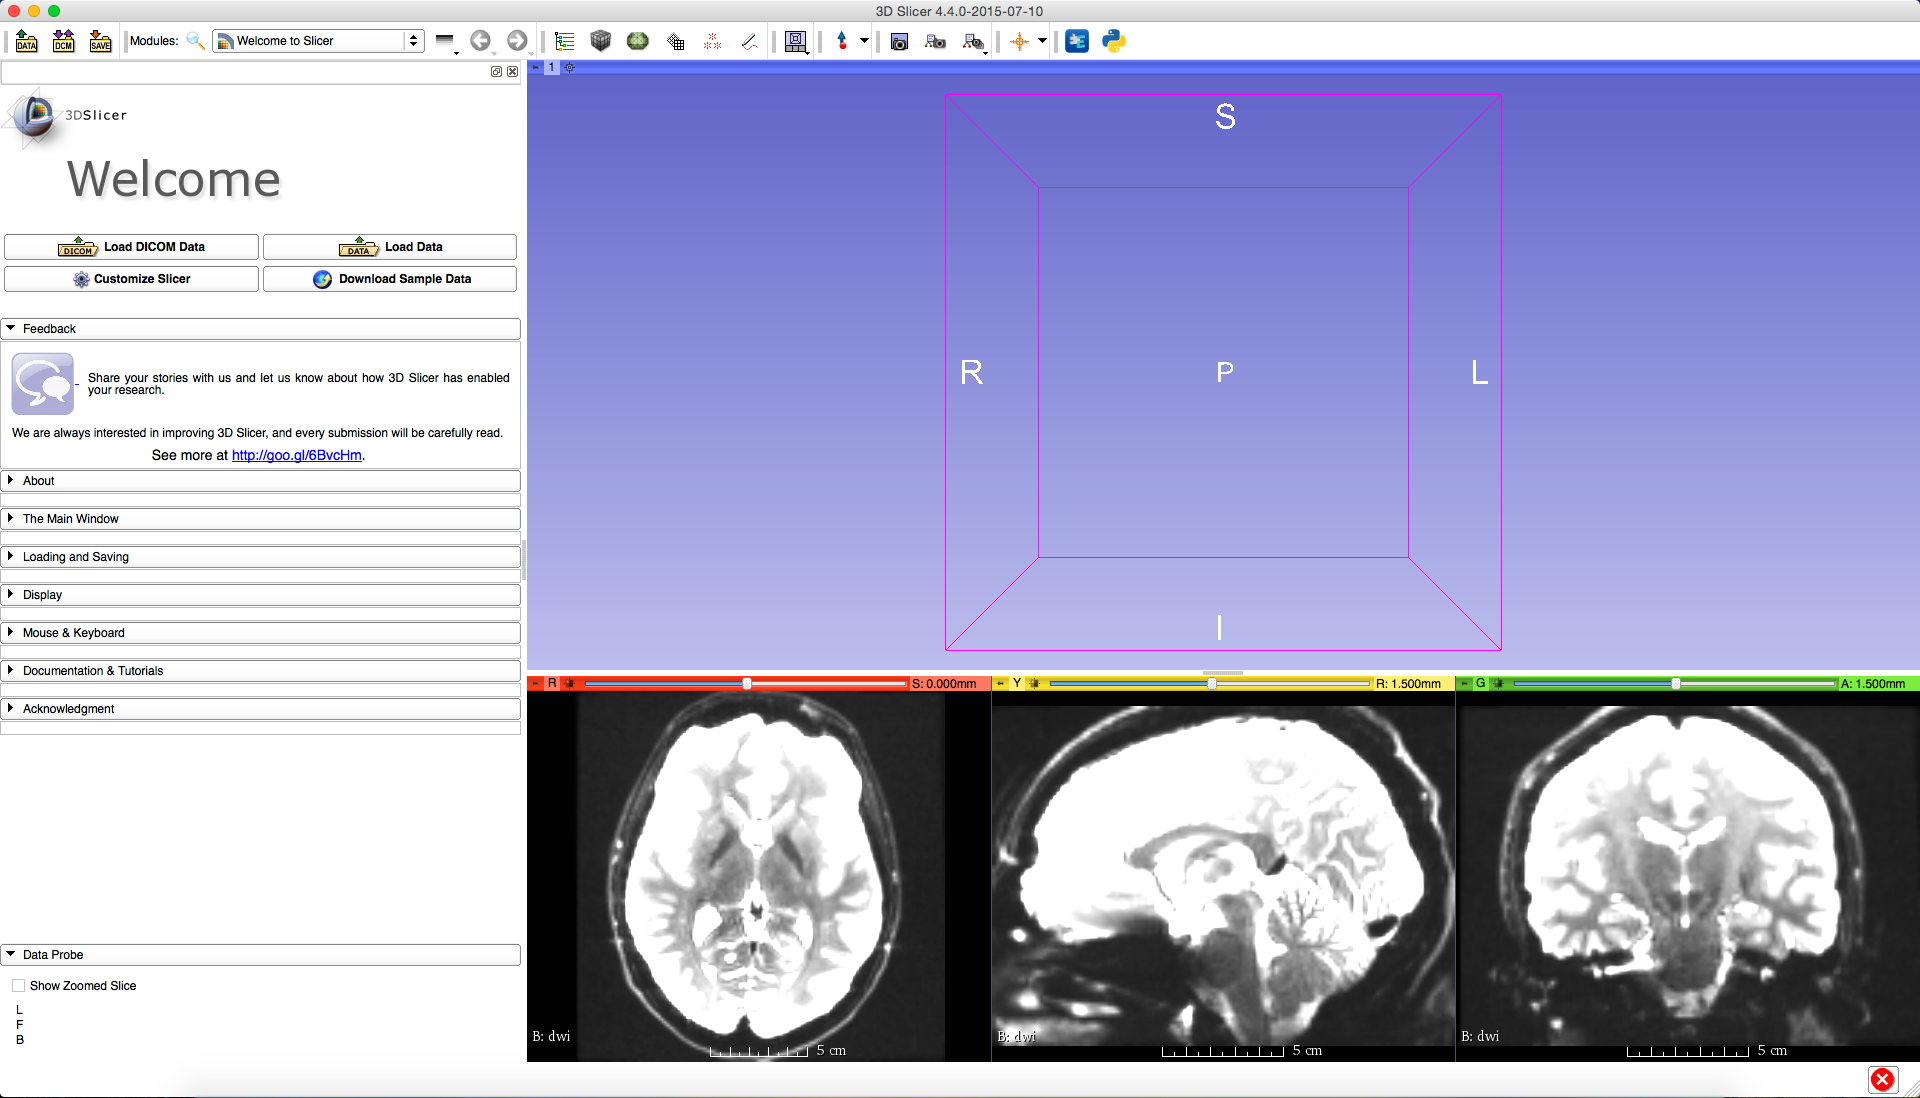 3D Slicer 4.4.0-2015-07-10
DATA
DCM
SAVE
Modules:
Welcome to Slicer
1
3DSlicer
Welcome
DICOM
Load DICOM Data
DATA
Load Data
Customize Slicer
Download Sample Data
Feedback
Share your stories with us and let us know about how 3D Slicer has enabled
your research.
We are always interested in improving 3D Slicer, and every submission will be carefully read.
See more at http://goo.gl/6BvcHm.
About
The Main Window
Loading and Saving
Display
Mouse & Keyboard
Documentation & Tutorials
Acknowledgment
Data Probe
Show Zoomed Slice
L
F
B
S
R
P
L
I
R
S: 0.000mm
Y
R: 1.500mm
G
A: 1.500mm
B: dwi
5 cm
B: dwi
5 cm
B: dwi
5 cm